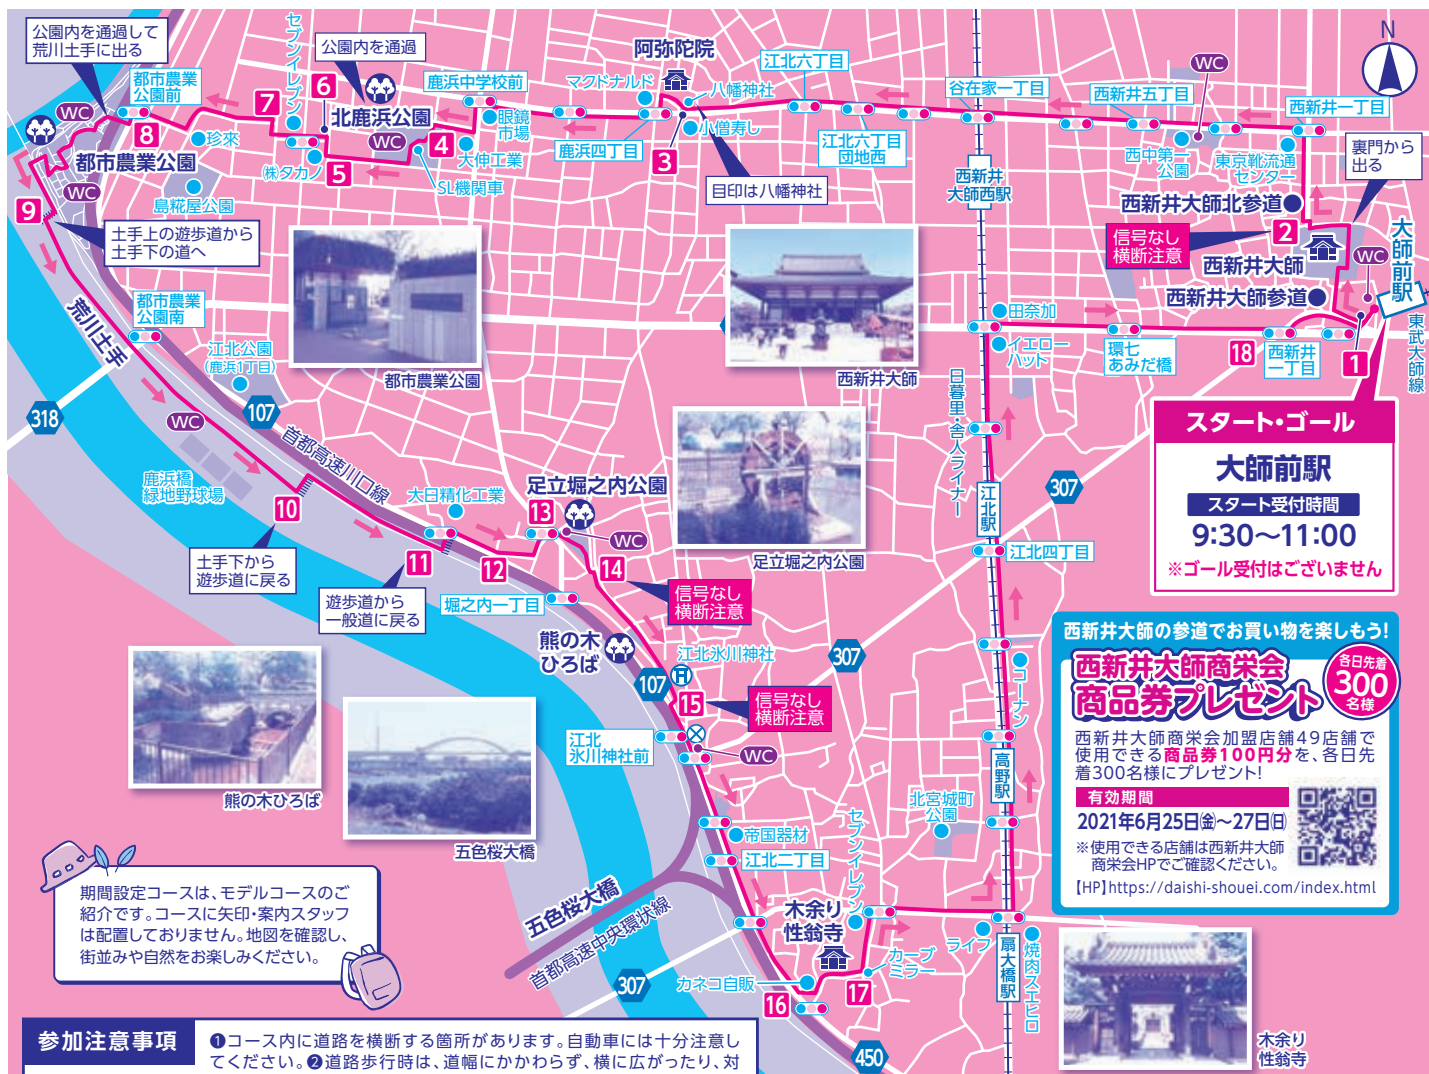 公園内を通過して
荒川土手に出る
セブンイレブン
公園内を通過
阿弥陀院
N
都市農業
公園前
WC
7
6
北鹿浜公園
鹿浜中学校前
マクドナルド
八幡神社
江北六丁目
谷在家一丁目
WC
西新井五丁目
西新井一丁目
8
珍來
WC
4
眼鏡
市場
鹿浜四丁目
3
小僧寿し
江北六丁目
団地西
西中第二
公園
東京靴流通
センター
裏門から
出る
都市農業公園
WC
(株)タカノ
5
大伸工業
SL機関車
目印は八幡神社
西新井
大師西駅
西新井大師北参道
9
島糀屋公園
土手上の遊歩道から
土手下の道へ
信号なし
横断注意
2
西新井大師
大師前駅
WC
西新井大師参道
東武大師線
荒川土手
都市農業
公園南
江北公園
(鹿浜1丁目)
都市農業公園
西新井大師
田奈加
イエロー
ハット
環七
あみだ橋
18
西新井
一丁目
1
318
107
WC
首都高速川口線
日暮里・舎人ライナー
スタート・ゴール
大師前駅
スタート受付時間
9:30〜11:00
※ゴール受付はございません
鹿浜橋
緑地野球場
10
大日精化工業
足立堀之内公園
13
WC
足立堀之内公園
江北駅
307
江北四丁目
土手下から
遊歩道に戻る
11
12
14
遊歩道から
一般道に戻る
堀之内一丁目
信号なし
横断注意
熊の木
ひろば
江北氷川神社
307
107
15
信号なし
横断注意
コーナン
西新井大師の参道でお買い物を楽しもう!
西新井大師商栄会
商品券プレゼント
各日先着
300
名様
西新井大師商栄会加盟店舗49店舗で
使用できる商品券100円分を、各日先
着300名様にプレゼント!
有効期間
2021年6月25日㊎〜27日㊐
※使用できる店舗は西新井大師
商栄会HPでご確認ください。
【HP】https://daishi-shouei.com/index.html
江北
氷川神社前
WC
高野駅
熊の木ひろば
五色桜大橋
北宮城町
公園
帝国器材
江北二丁目
セブンイレブン
五色桜大橋
首都高速中央環状線
307
木余り
性翁寺
カネコ自販
16
17
カーブ
ミラー
ライフ
扇大橋駅
焼肉スエヒロ
450
木余り
性翁寺
期間設定コースは、モデルコースのご
紹介です。コースに矢印・案内スタッフ
は配置しておりません。地図を確認し、
街並みや自然をお楽しみください。
参加注意事項
❶コース内に道路を横断する箇所があります。自動車には十分注意し
てください。❷道路歩行時は、道幅にかかわらず、横に広がったり、対